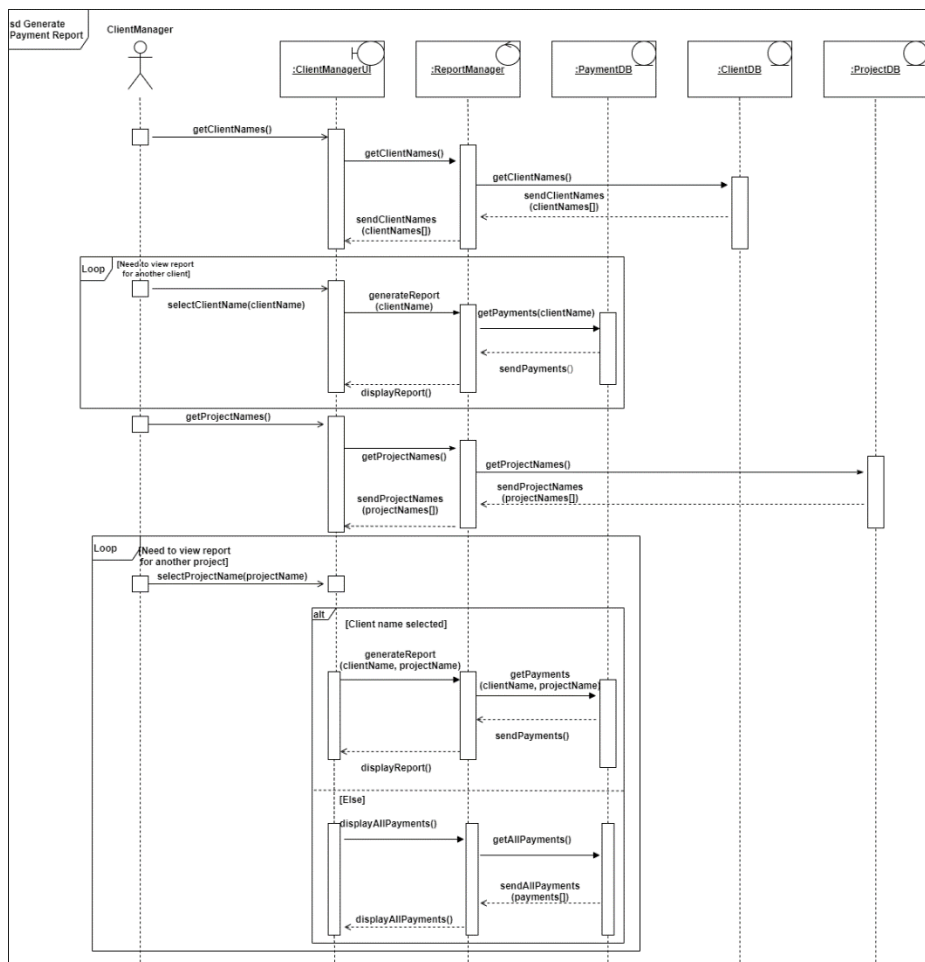 sd Generate
Payment Report
ClientManager
:ClientManagerUI
:ReportManager
:PaymentDB
:ClientDB
:ProjectDB
getClientNames()
getClientNames()
getClientNames()
sendClientNames
(clientNames[])
sendClientNames
(clientNames[])
Loop
[Need to view report
for another client]
selectClientName(clientName)
generateReport
(clientName)
getPayments(clientName)
sendPayments()
displayReport()
getProjectNames()
getProjectNames()
getProjectNames()
sendProjectNames
(projectNames[])
sendProjectNames
(projectNames[])
Loop
[Need to view report
for another project]
selectProjectName(projectName)
alt
[Client name selected]
generateReport
(clientName, projectName)
getPayments
(clientName, projectName)
sendPayments()
displayReport()
[Else]
displayAllPayments()
getAllPayments()
sendAllPayments
(payments[])
displayAllPayments()